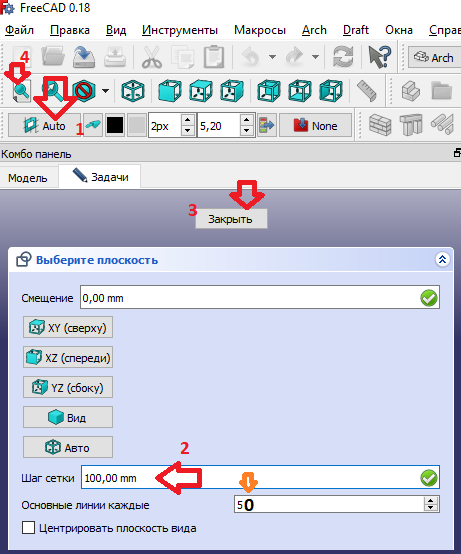 FreeCAD 0.18
Файл Правка Вид Инструменты Макросы Arch Draft Окна Справ
4
Arch
1 Auto 2px 5,20 None
Комбо панель
Модель Задачи
3 Закрыть
Выберите плоскость
Смещение 0,00 mm
XY (сверху)
XZ (спереди)
YZ (сбоку)
Вид
Авто
2
Шаг сетки 100,00 mm
Основные линии каждые 50
Центрировать плоскость вида